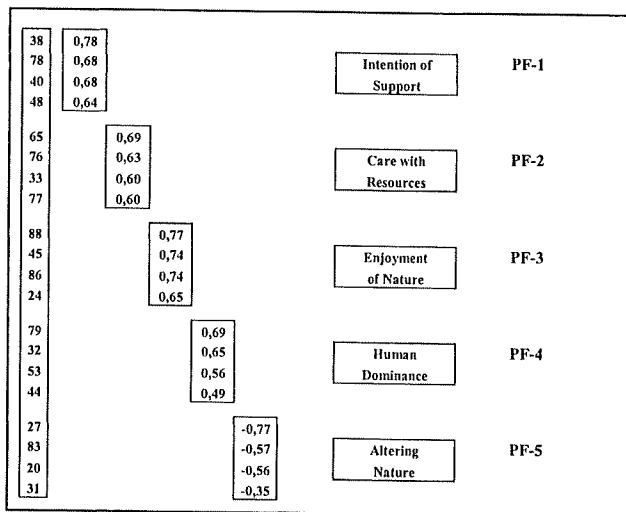 38 0,78
78 0,68 Intention of PF-1
40 0,68 Support
48 0,64
65 0,69
76 0,63 Care with PF-2
33 0,60 Resources
77 0,60
88 0,77
45 0,74 Enjoyment PF-3
86 0,74 of Nature
24 0,65
79 0,69
32 0,65 Human PF-4
53 0,56 Dominance
44 0,49
27 -0,77
83 -0,57 Altering PF-5
20 -0,56 Nature
31 -0,35